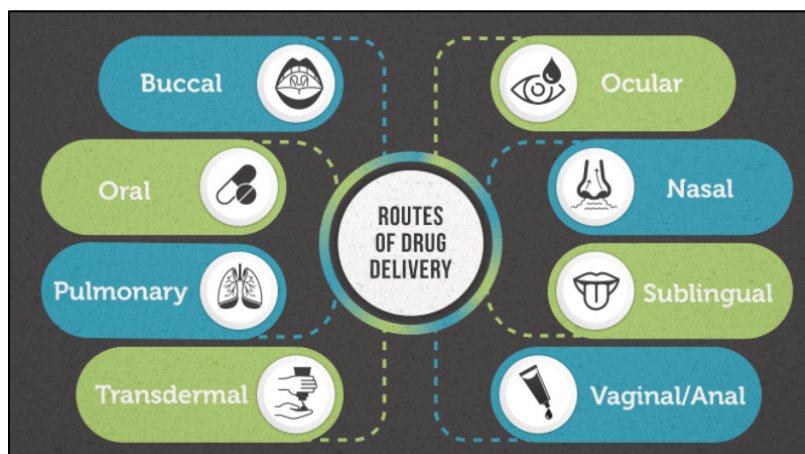 Buccal
Oral
Pulmonary
Transdermal
ROUTES
OF DRUG
DELIVERY
Ocular
Nasal
Sublingual
Vaginal/Anal